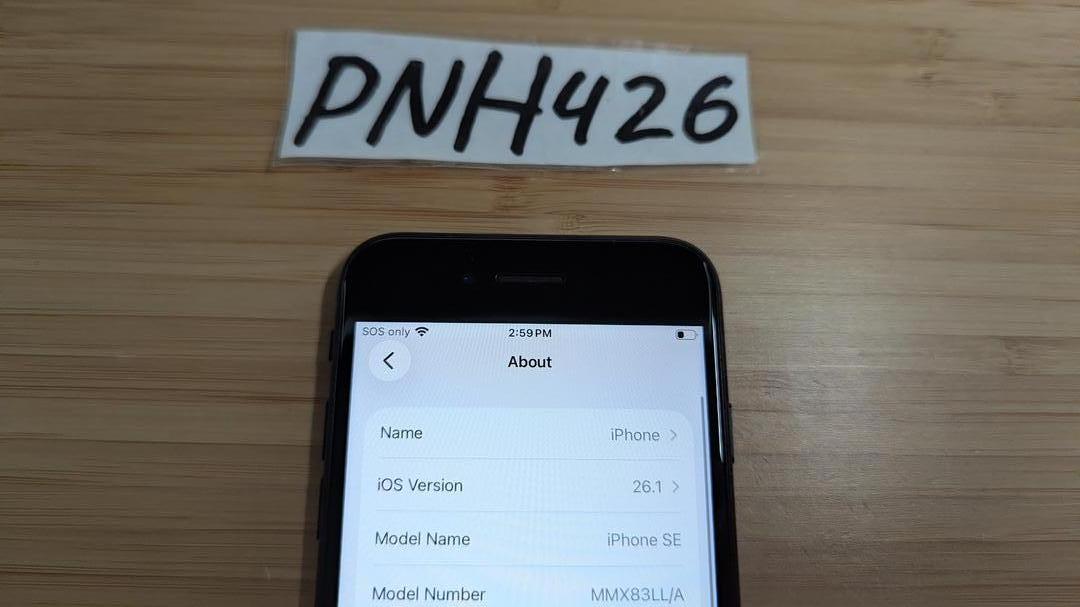 PNH426
SOS only 2:59 PM
About
Name iPhone
iOS Version 26.1
Model Name iPhone SE
Model Number MMX83LL/A